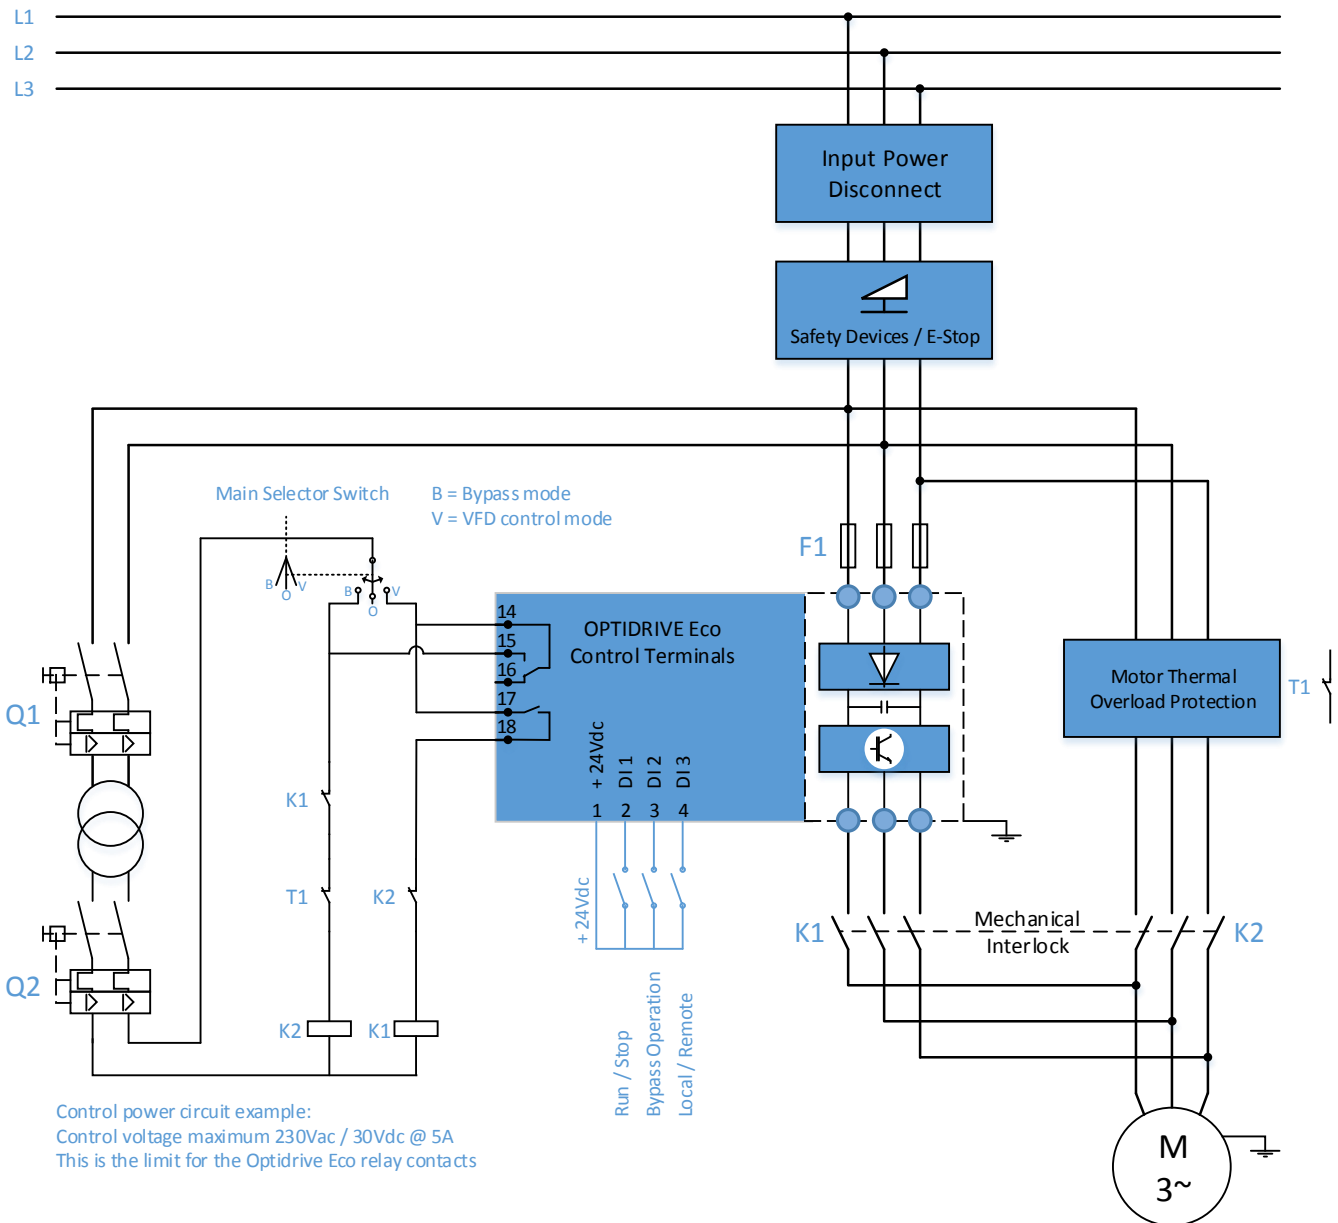 L1
L2
L3
Input Power
Disconnect
Safety Devices / E-Stop
Main Selector Switch
B = Bypass mode
V = VFD control mode
B
O
V
B
V
O
F1
14
15
16
17
18
OPTIDRIVE Eco
Control Terminals
+ 24Vdc
DI 1
DI 2
DI 3
1
2
3
4
Motor Thermal
Overload Protection
T1
Q1
K1
T1
K2
+ 24Vdc
K1
Mechanical
Interlock
K2
Q2
K2
K1
Run / Stop
Bypass Operation
Local / Remote
Control power circuit example:
Control voltage maximum 230Vac / 30Vdc @ 5A
This is the limit for the Optidrive Eco relay contacts
M
3~